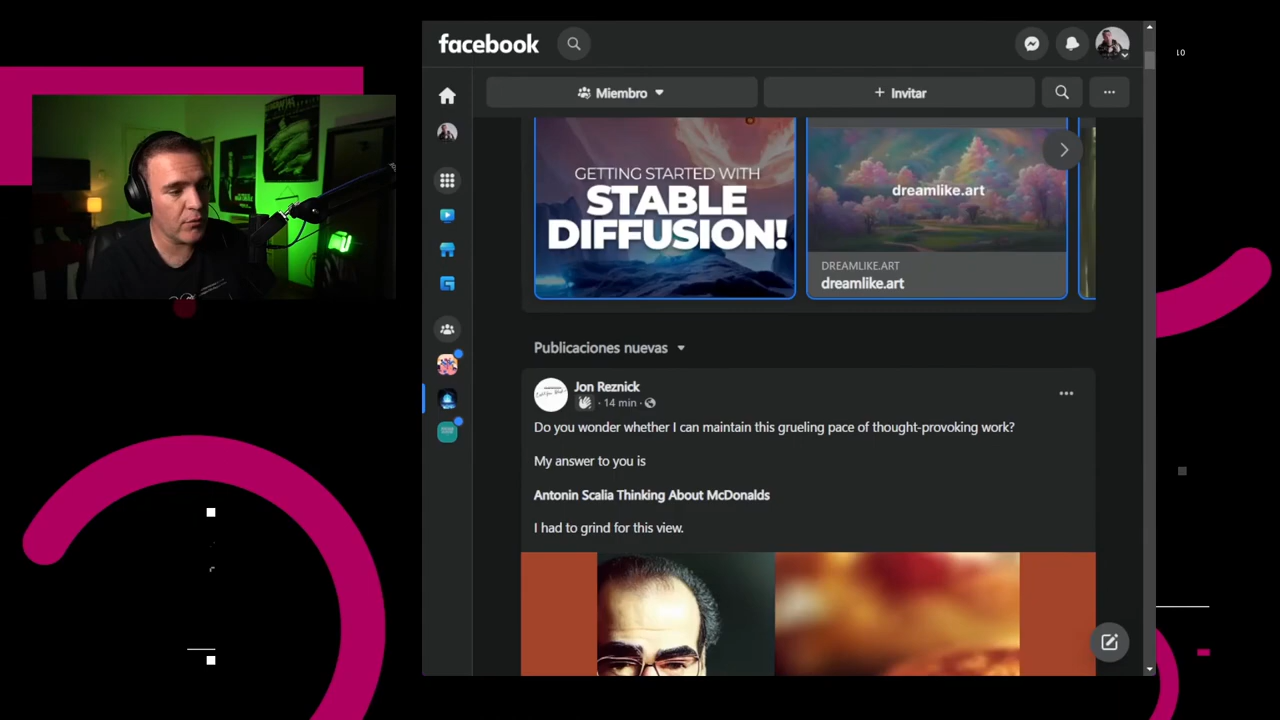 facebook
10
Miembro
+ Invitar
GETTING STARTED WITH
STABLE
DIFFUSION!
dreamlike.art
DREAMLIKE.ART
dreamlike.art
Publicaciones nuevas
Jon Reznick
· 14 min ·
Do you wonder whether I can maintain this grueling pace of thought-provoking work?
My answer to you is
Antonin Scalia Thinking About McDonalds
I had to grind for this view.